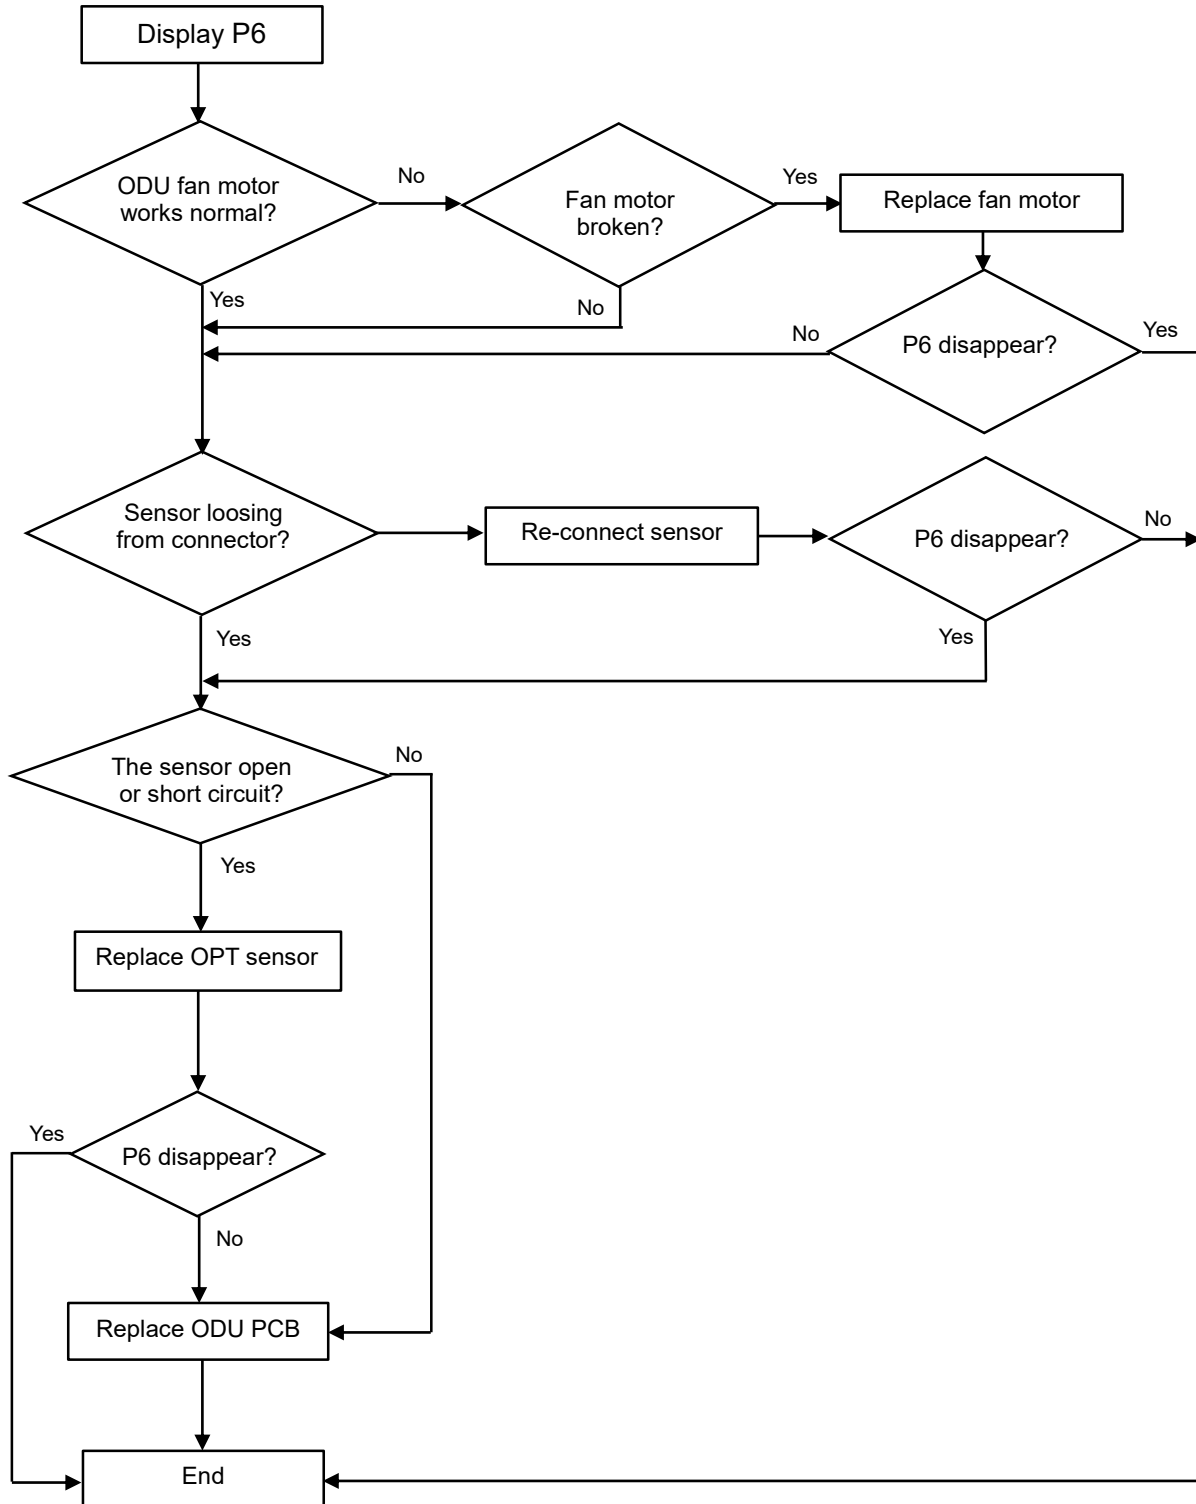 Display P6
ODU fan motor
works normal?
No
Fan motor
broken?
Yes
Replace fan motor
Yes
No
No
P6 disappear?
Yes
Sensor loosing
from connector?
Re-connect sensor
P6 disappear?
No
Yes
Yes
The sensor open
or short circuit?
No
Yes
Replace OPT sensor
Yes
P6 disappear?
No
Replace ODU PCB
End